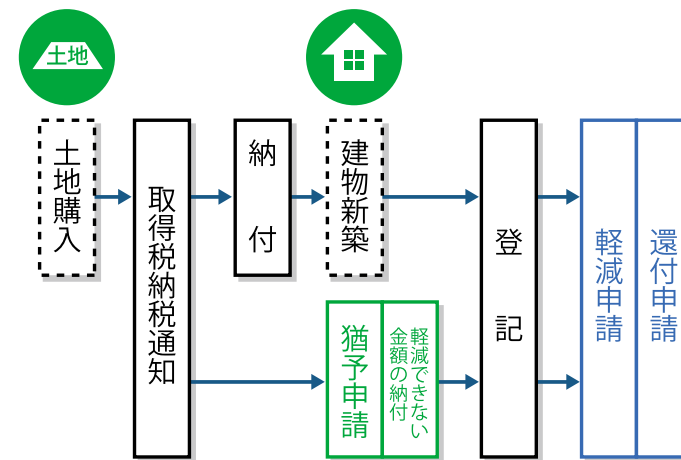 土地
土地購入
取得税納税通知
納付
建物新築
猶予申請
軽減できない
金額の納付
登記
軽減申請
還付申請